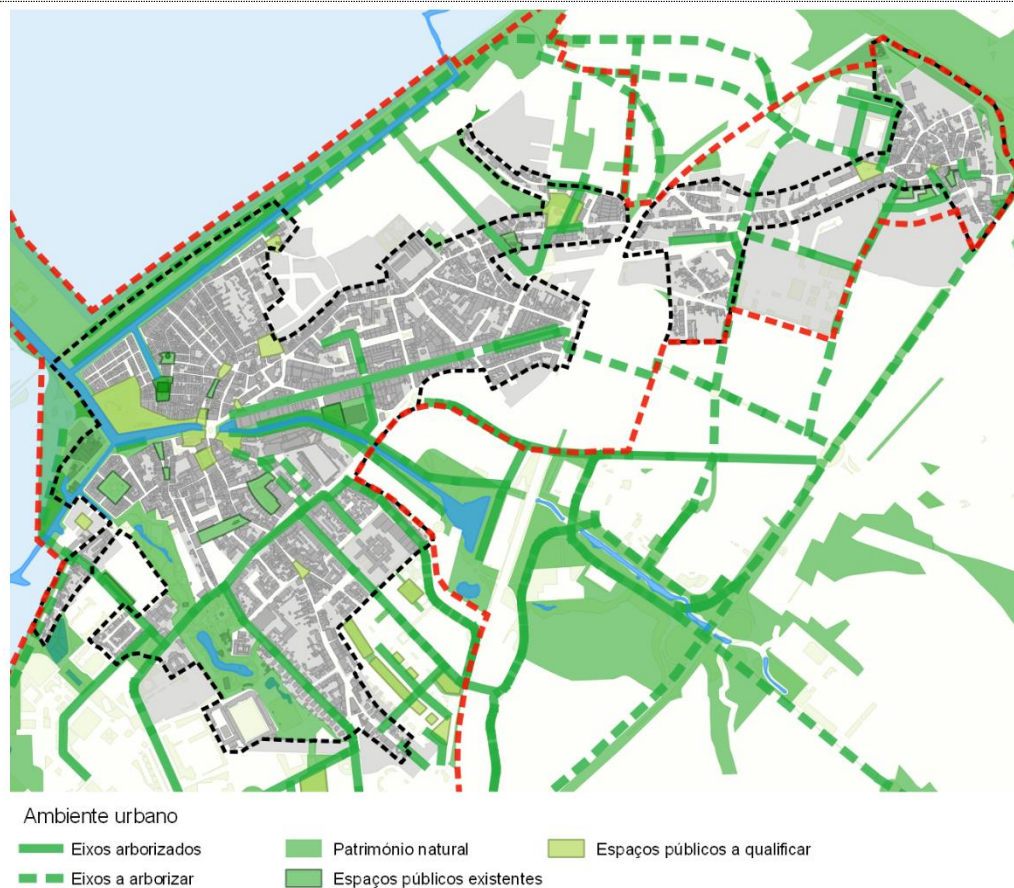 Ambiente urbano
Eixos arborizados
Património natural
Espaços públicos a qualificar
Eixos a arborizar
Espaços públicos existentes